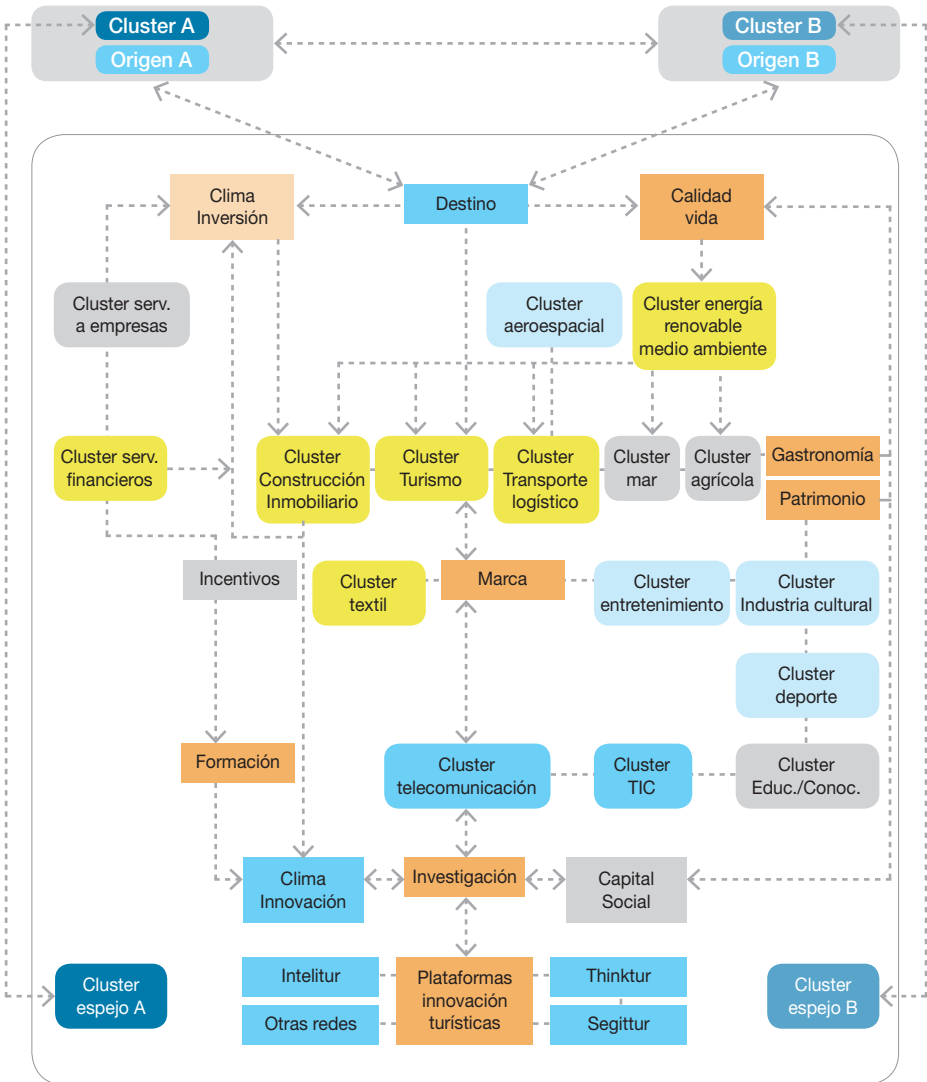 Cluster A
Origen A
Cluster B
Origen B
Clima
Inversión
Destino
Calidad
vida
Cluster serv.
a empresas
Cluster
aeroespacial
Cluster energía
renovable
medio ambiente
Cluster serv.
financieros
Cluster
Construcción
Inmobiliario
Cluster
Turismo
Cluster
Transporte
logístico
Cluster
mar
Cluster
agrícola
Gastronomía
Patrimonio
Incentivos
Cluster
textil
Marca
Cluster
entretenimiento
Cluster
Industria cultural
Cluster
deporte
Formación
Cluster
telecomunicación
Cluster
TIC
Cluster
Educ./Conoc.
Clima
Innovación
Investigación
Capital
Social
Cluster
espejo A
Intelitur
Otras redes
Plataformas
innovación
turísticas
Thinktur
Segittur
Cluster
espejo B